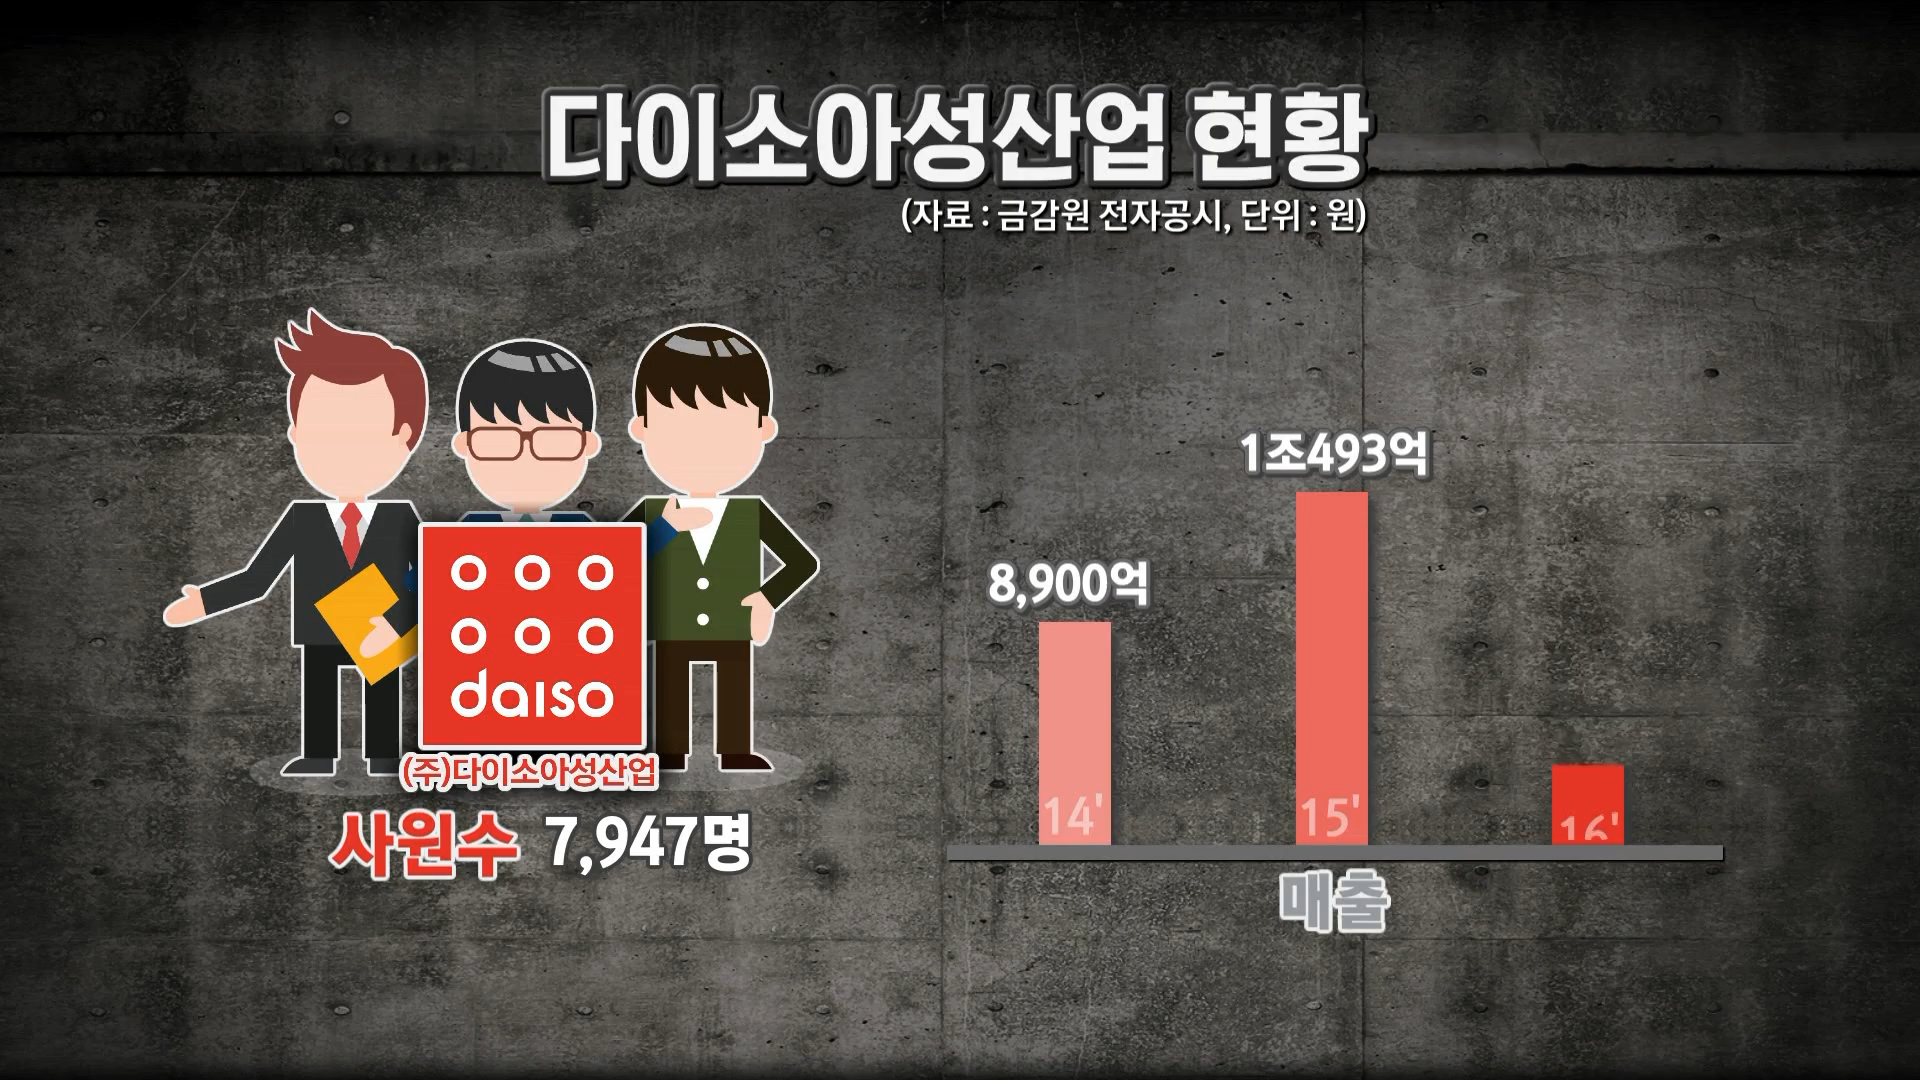 다이소아성산업 현황
(자료 : 금감원 전자공시, 단위 : 원)
daiso
(주)다이소아성산업
사원수 7,947명
8,900억
1조493억
14'
15'
16'
매출